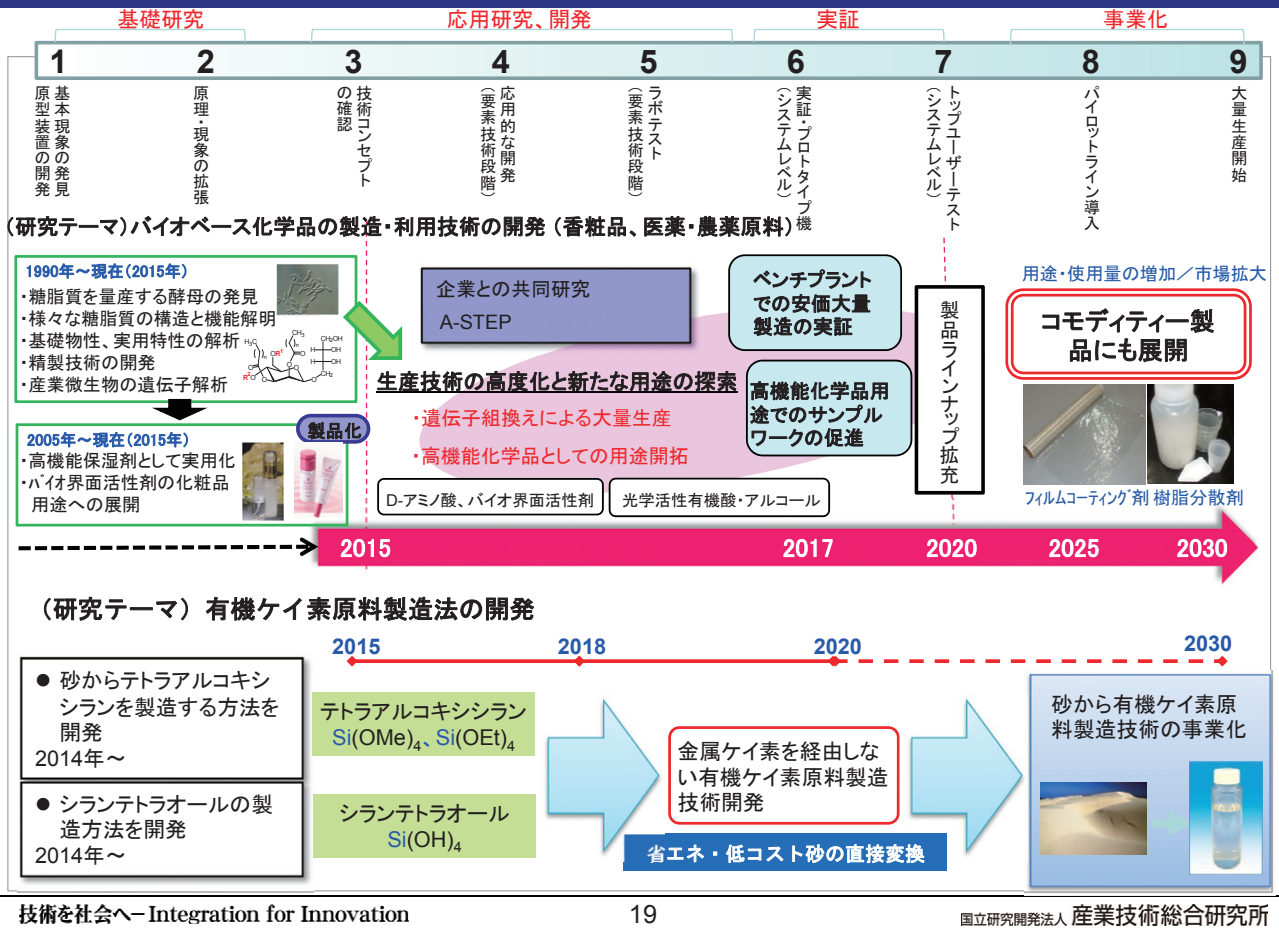 基礎研究
応用研究、開発
実証
事業化
1
2
3
4
5
6
7
8
9
基本現象の発見
原型装置の開発
原理・現象の拡張
技術コンセプト
の確認
応用的な開発
（要素技術段階）
ラボテスト
（要素技術段階）
実証・プロトタイプ機
（システムレベル）
トップユーザーテスト
（システムレベル）
パイロットライン導入
大量生産開始
（研究テーマ）バイオベース化学品の製造・利用技術の開発（香粧品、医薬・農薬原料）
1990年～現在（2015年）
・糖脂質を量産する酵母の発見
・様々な糖脂質の構造と機能解明
・基礎物性、実用特性の解析
・精製技術の開発
・産業微生物の遺伝子解析
製品化
2005年～現在（2015年）
・高機能保湿剤として実用化
・バイオ界面活性剤の化粧品
用途への展開
企業との共同研究
A-STEP
生産技術の高度化と新たな用途の探索
・遺伝子組換えによる大量生産
・高機能化学品としての用途開拓
D-アミノ酸、バイオ界面活性剤
光学活性有機酸・アルコール
ベンチプラント
での安価大量
製造の実証
高機能化学品用
途でのサンプル
ワークの促進
製品ラインナップ拡充
用途・使用量の増加／市場拡大
コモディティー製
品にも展開
フィルムコーティング剤 樹脂分散剤
2015
2017
2020
2025
2030
（研究テーマ）有機ケイ素原料製造法の開発
2015
2018
2020
2030
● 砂からテトラアルコキシ
シランを製造する方法を
開発
2014年～
● シランテトラオールの製
造方法を開発
2014年～
テトラアルコキシシラン
Si(OMe)4、Si(OEt)4
シランテトラオール
Si(OH)4
金属ケイ素を経由しな
い有機ケイ素原料製造
技術開発
省エネ・低コスト砂の直接変換
砂から有機ケイ素原
料製造技術の事業化
技術を社会へ－Integration for Innovation
19
国立研究開発法人 産業技術総合研究所